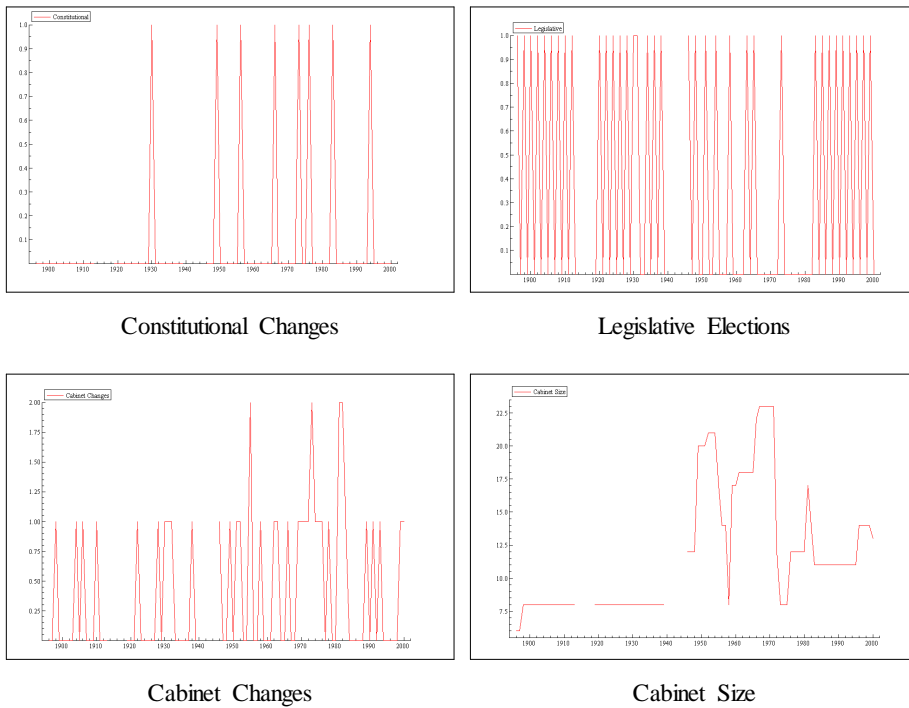 Constitutional
1.0
0.9
0.8
0.7
0.6
0.5
0.4
0.3
0.2
0.1
1900 1910 1920 1930 1940 1950 1960 1970 1980 1990 2000
Constitutional Changes
Legislative
1.0
0.9
0.8
0.7
0.6
0.5
0.4
0.3
0.2
0.1
1900 1910 1920 1930 1940 1950 1960 1970 1980 1990 2000
Legislative Elections
Cabinet Changes
2.00
1.75
1.50
1.25
1.00
0.75
0.50
0.25
1900 1910 1920 1930 1940 1950 1960 1970 1980 1990 2000
Cabinet Changes
Cabinet Size
22.5
20.0
17.5
15.0
12.5
10.0
7.5
1900 1910 1920 1930 1940 1950 1960 1970 1980 1990 2000
Cabinet Size